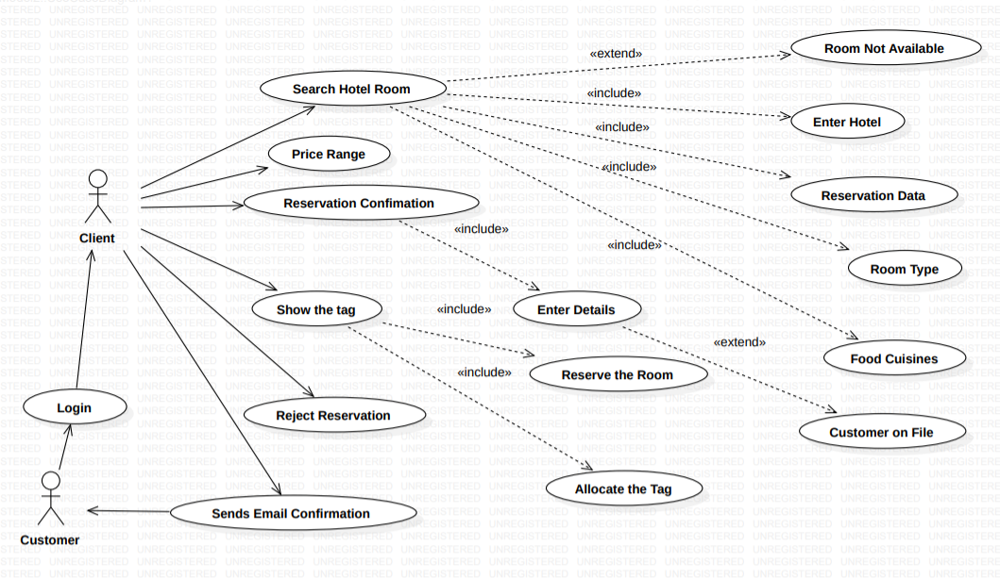 «extend»
Room Not Available
Search Hotel Room
«include»
Enter Hotel
«include»
Price Range
«include»
Reservation Data
Reservation Confimation
Client
«include»
«include»
Room Type
Show the tag
«include»
Enter Details
«extend»
Food Cuisines
«include»
Reserve the Room
Login
Reject Reservation
Customer on File
Allocate the Tag
Sends Email Confirmation
Customer
UNREGISTERED